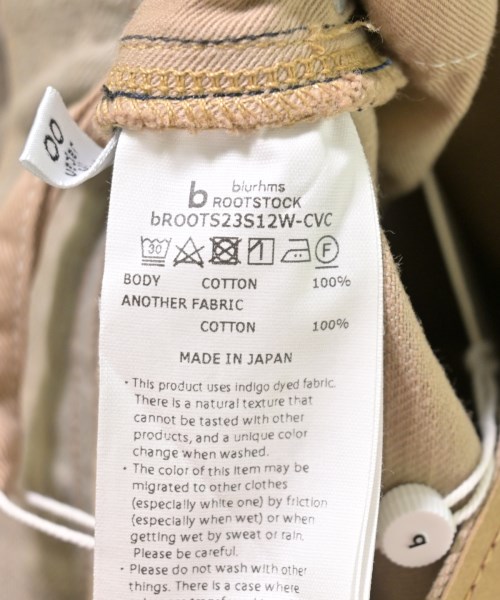 b blurhms
ROOTSTOCK
bROOTS23S12W-CVC
30 F
BODY COTTON 100%
ANOTHER FABRIC
COTTON 100%
MADE IN JAPAN
・This product uses indigo dyed fabric.
There is a natural texture that
cannot be tasted with other
products, and a unique color
change when washed.
・The color of this item may be
migrated to other clothes
(especially white one) by friction
(especially when wet) or when
getting wet by sweat or rain.
Please be careful.
・Please do not wash with other
things. There is a case where
00
b